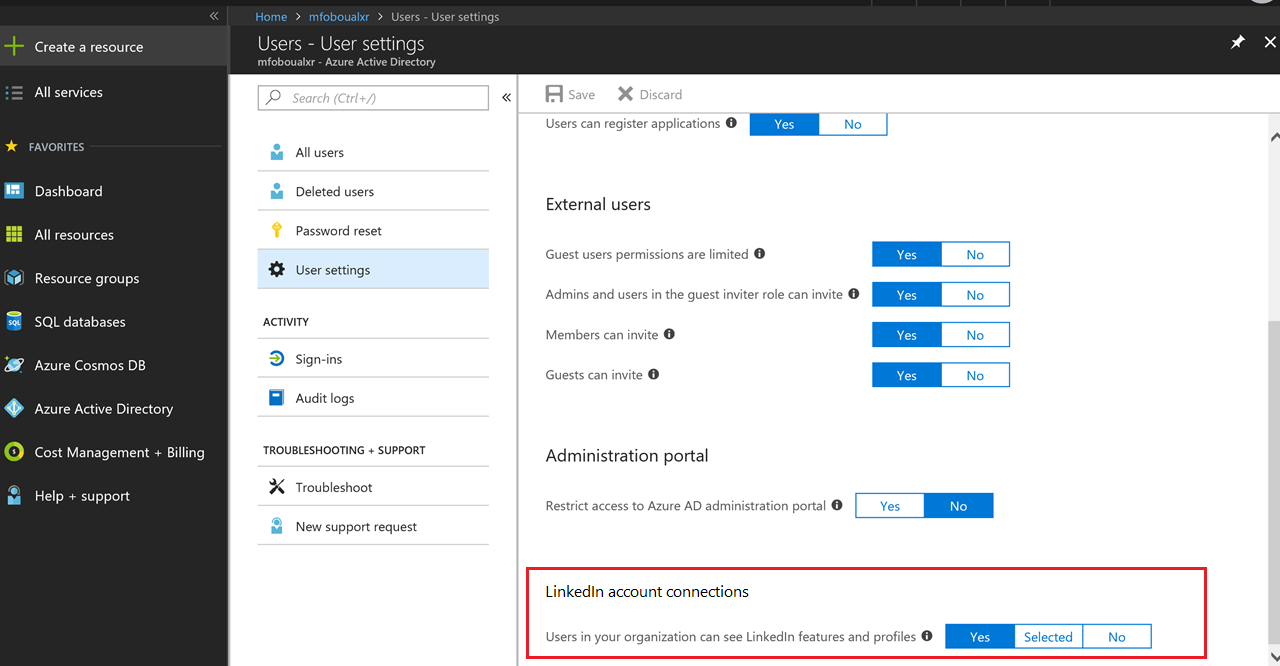 Home > mfoboualxr > Users - User settings
Create a resource
All services
FAVORITES
Dashboard
All resources
Resource groups
SQL
SQL databases
Azure Cosmos DB
Azure Active Directory
Cost Management + Billing
Help + support
Users - User settings
mfoboualxr - Azure Active Directory
Search (Ctrl+/)
All users
Deleted users
Password reset
User settings
ACTIVITY
Sign-ins
Audit logs
TROUBLESHOOTING + SUPPORT
Troubleshoot
New support request
Save Discard
Users can register applications Yes No
External users
Guest users permissions are limited Yes No
Admins and users in the guest inviter role can invite Yes No
Members can invite Yes No
Guests can invite Yes No
Administration portal
Restrict access to Azure AD administration portal Yes No
LinkedIn account connections
Users in your organization can see LinkedIn features and profiles Yes Selected No